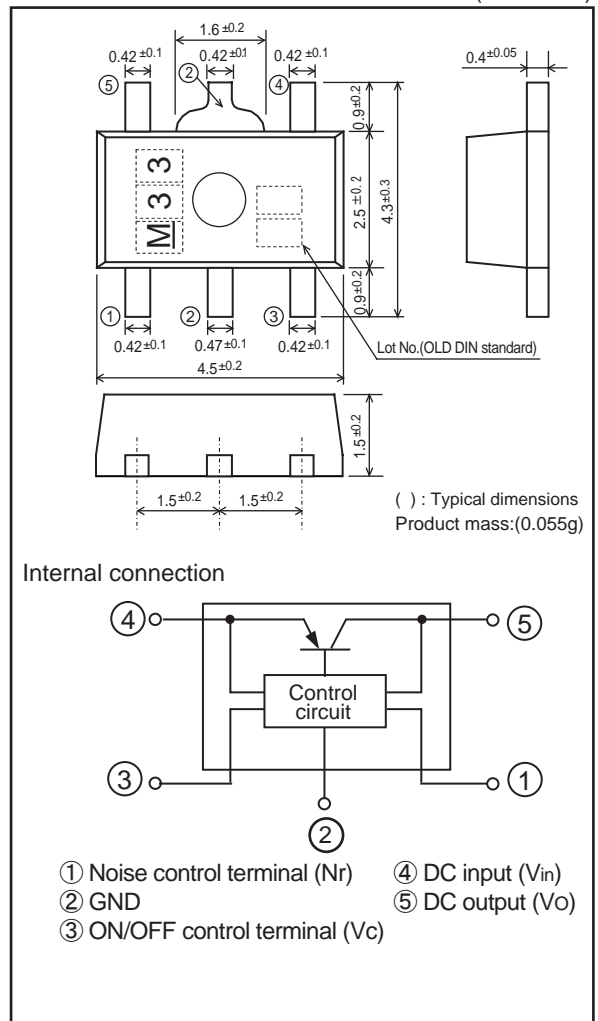 1.6±0.2
0.42±0.1 0.42±0.1 0.42±0.1
⑤ ② ④
0.4±0.05
0.9±0.2
2.5±0.2
4.3±0.3
0.9±0.2
M 3 3
① ② ③
0.42±0.1 0.47±0.1 0.42±0.1
Lot No.(OLD DIN standard)
4.5±0.2
1.5±0.2
1.5±0.2 1.5±0.2
( ) : Typical dimensions
Product mass:(0.055g)
Internal connection
④ ⑤
Control
circuit
③ ①
②
① Noise control terminal (Nr) ④ DC input (Vin)
② GND ⑤ DC output (VO)
③ ON/OFF control terminal (Vc)